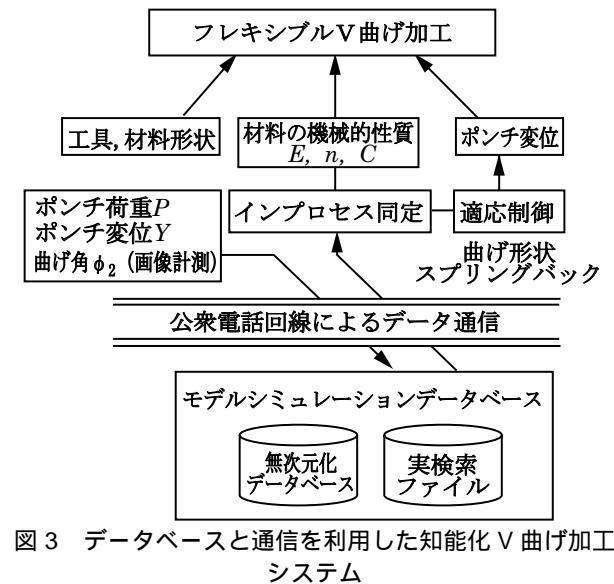 フレキシブルV曲げ加工
工具,材料形状
材料の機械的性質
E, n, C
ポンチ変位
ポンチ荷重P
ポンチ変位Y
曲げ角φ₂ (画像計測)
インプロセス同定
適応制御
曲げ形状
スプリングバック
公衆電話回線によるデータ通信
モデルシミュレーションデータベース
無次元化
データベース
実検索
ファイル
図 3 データベースと通信を利用した知能化 V 曲げ加工
システム